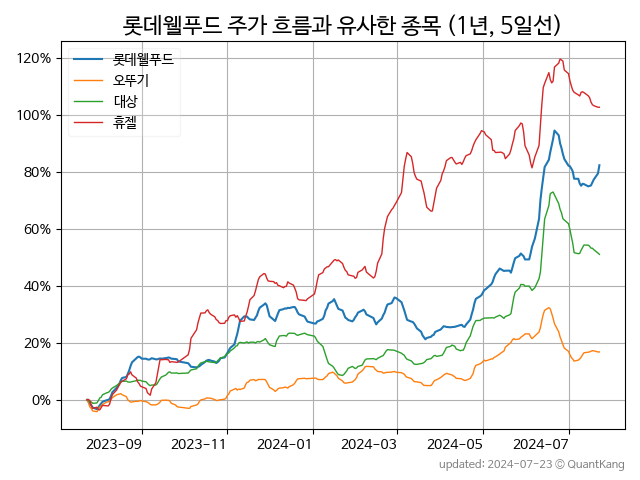 롯데웰푸드 주가 흐름과 유사한 종목 (1년, 5일선)
120%
100%
80%
60%
40%
20%
0%
롯데웰푸드
오뚜기
대상
휴젤
2023-09
2023-11
2024-01
2024-03
2024-05
2024-07
updated: 2024-07-23 © QuantKang